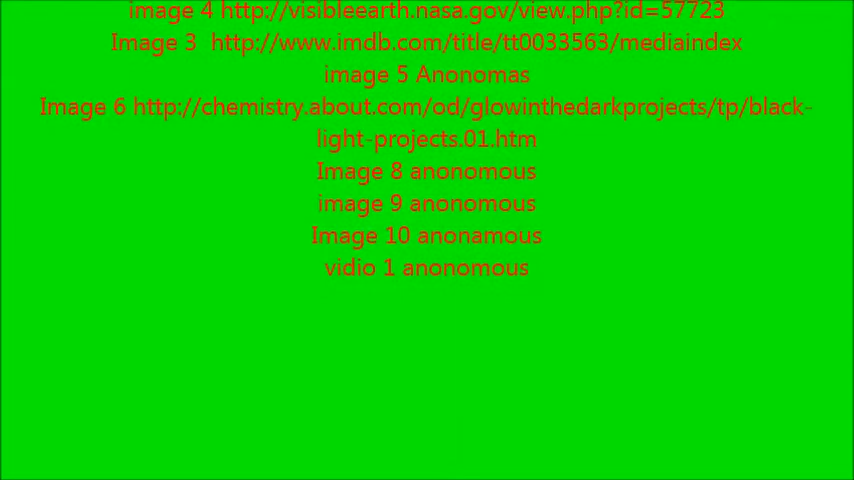 image 4 http://visibleearth.nasa.gov/view.php?id=57723
Image 3  http://www.imdb.com/title/tt0033563/mediaindex
image 5 Anonomas
Image 6 http://chemistry.about.com/od/glowinthedarkprojects/tp/black-
light-projects.01.htm
Image 8 anonomous
image 9 anonomous
Image 10 anonamous
vidio 1 anonomous